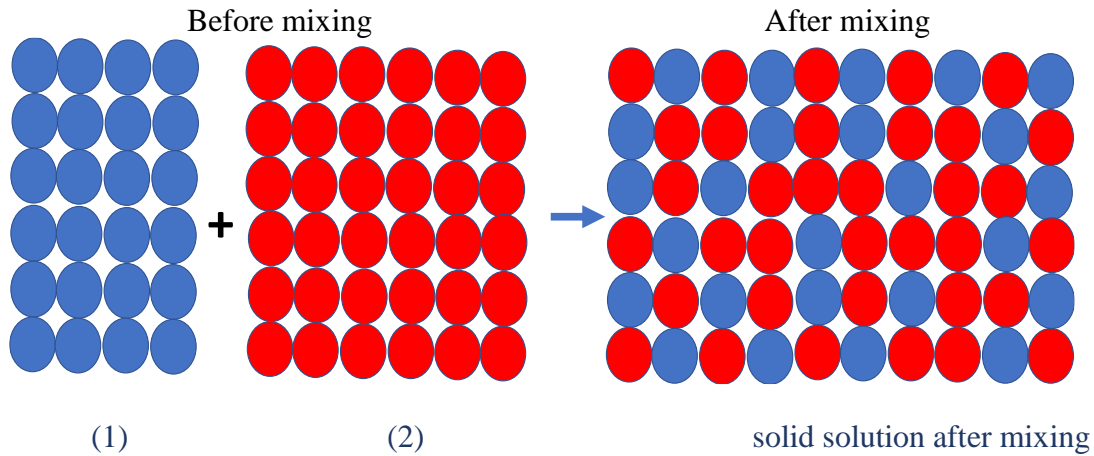 Before mixing
After mixing
+
(1)
(2)
solid solution after mixing